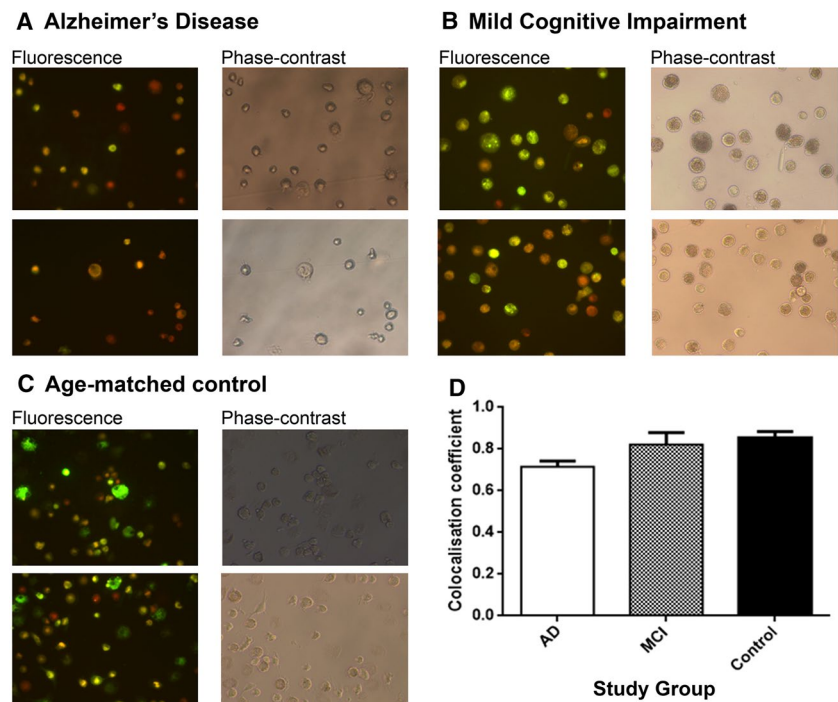 A Alzheimer's Disease
Fluorescence Phase-contrast
B Mild Cognitive Impairment
Fluorescence Phase-contrast
C Age-matched control
Fluorescence Phase-contrast
D
Colocalisation coefficient
1.0
0.8
0.6
0.4
0.2
0.0
AD MCI Control
Study Group